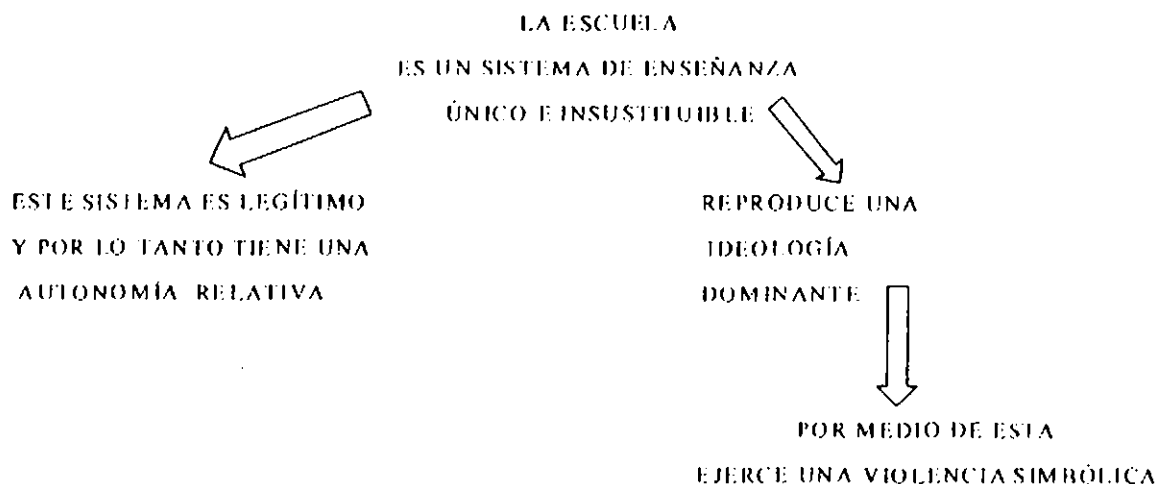 LA ESCUELA
ES UN SISTEMA DE ENSEÑANZA
ÚNICO E INSUSTITUIBLE
ESTE SISTEMA ES LEGÍTIMO
Y POR LO TANTO TIENE UNA
AUTONOMÍA RELATIVA
REPRODUCE UNA
IDEOLOGÍA
DOMINANTE
POR MEDIO DE ESTA
EJERCE UNA VIOLENCIA SIMBÓLICA